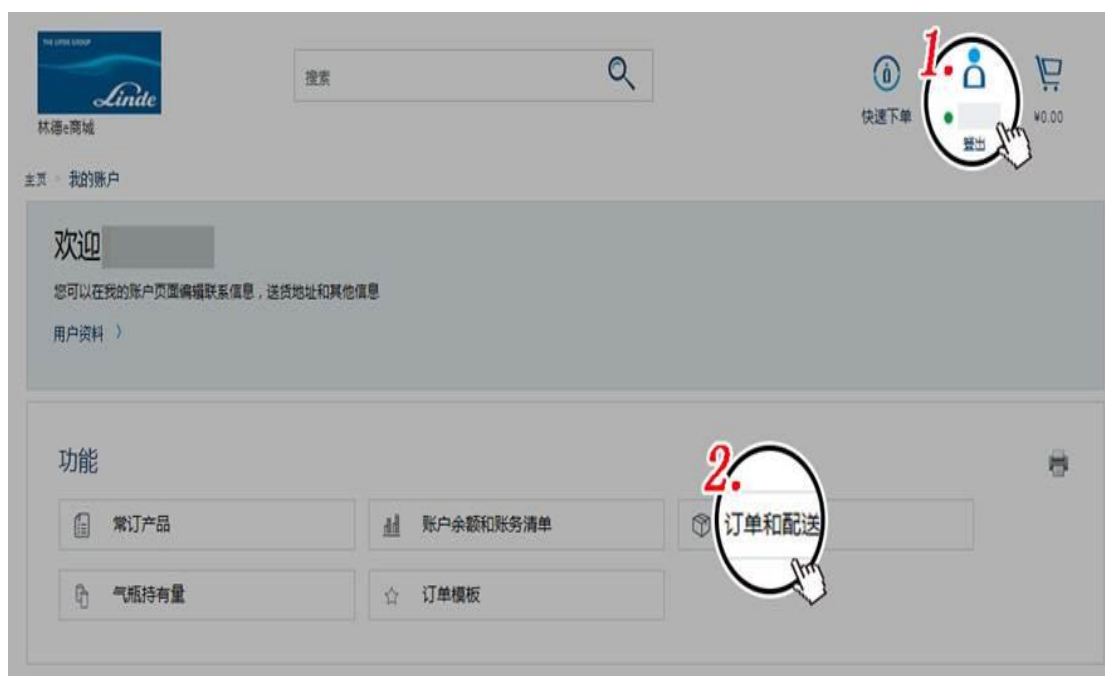 THE LINDE GROUP
Linde
林德e商城
搜索
快速下单
1.
登出
¥0.00
主页 > 我的账户
欢迎
您可以在我的账户页面编辑联系信息，送货地址和其他信息
用户资料 〉
功能
2.
常订产品
账户余额和账务清单
订单和配送
气瓶持有量
订单模板